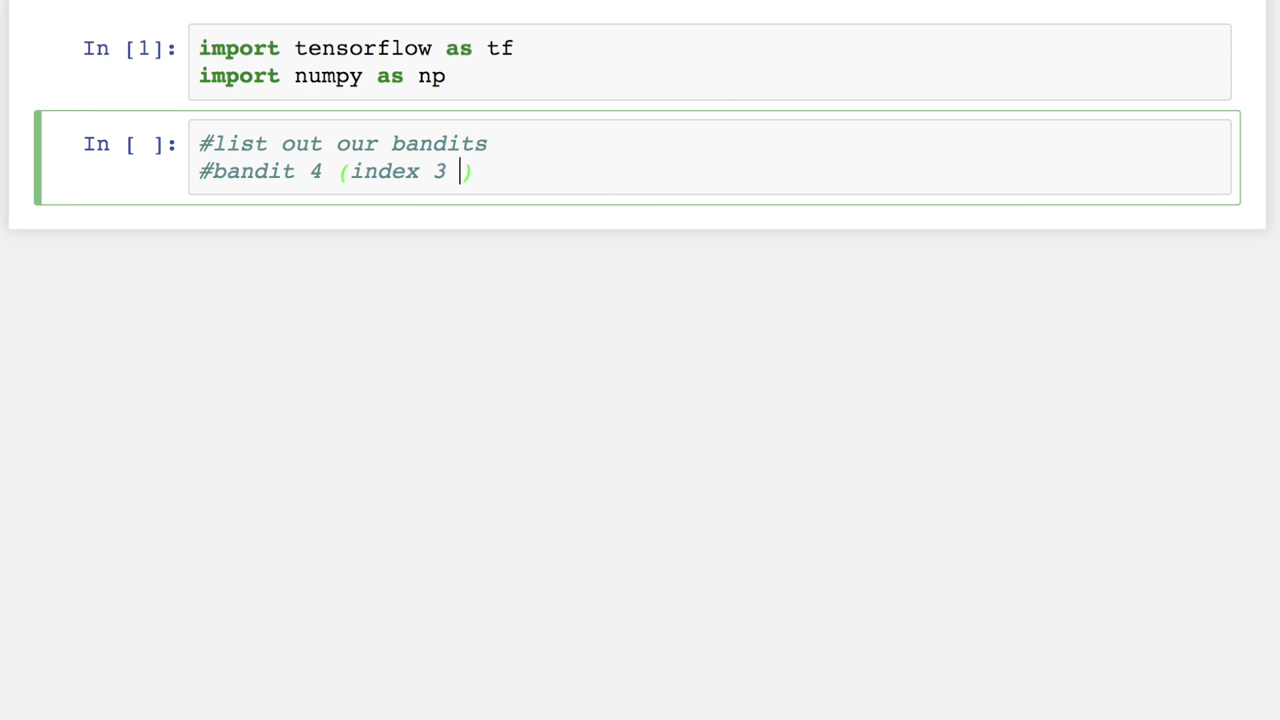 In [1]: import tensorflow as tf
import numpy as np
In [ ]: #list out our bandits
#bandit 4 (index 3 )